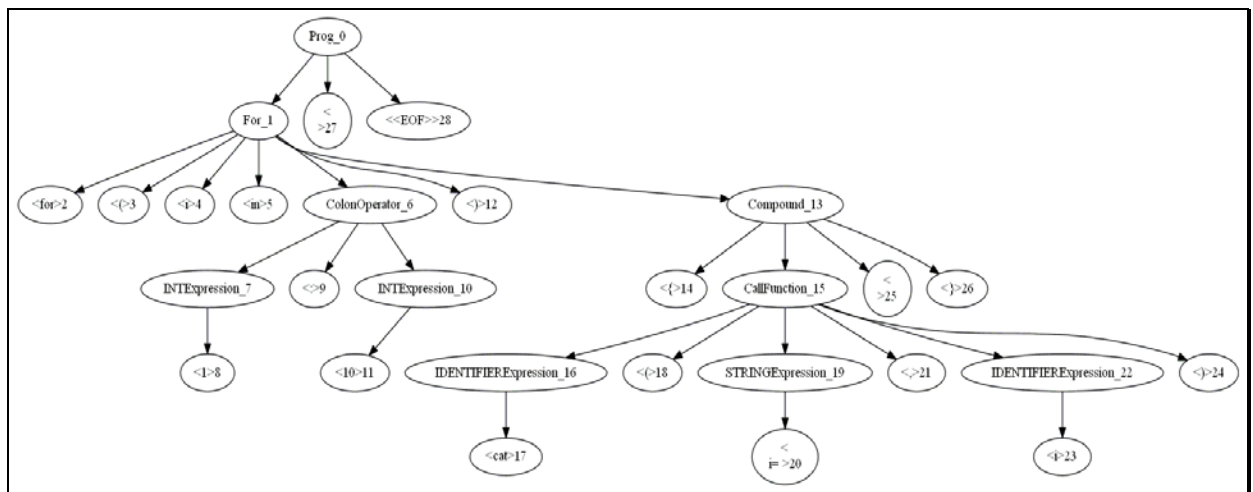 Prog_0
For_1
<
>27
<<EOF>>28
<for>2
<(>3
<i>4
<in>5
ColonOperator_6
<)>12
Compound_13
INTExpression_7
<:>9
INTExpression_10
<{>14
CallFunction_15
<
>25
<}>26
<1>8
<10>11
IDENTIFIERExpression_16
<(>18
STRINGExpression_19
<,>21
IDENTIFIERExpression_22
<)>24
<cat>17
<
i= >20
<i>23